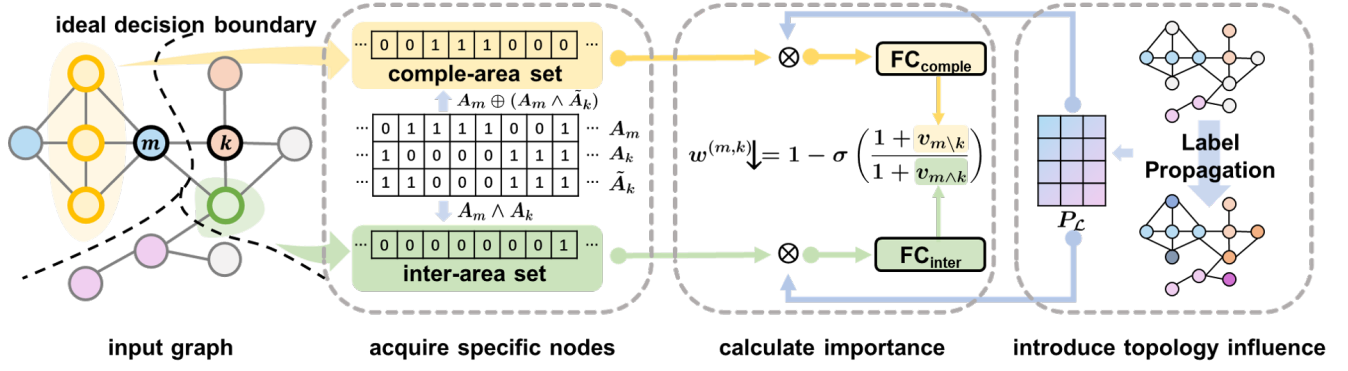 ideal decision boundary
m
k
input graph
··· 0 0 1 1 1 0 0 0 ···
comple-area set
A_m ⊕ (A_m ∧ Ã_k)
··· 0 1 1 1 1 0 0 1 ··· A_m
··· 1 0 0 0 0 1 1 1 ··· A_k
··· 1 1 0 0 0 1 1 1 ··· Ã_k
A_m ∧ A_k
··· 0 0 0 0 0 0 0 1 ···
inter-area set
acquire specific nodes
⊗
FC_comple
w^{(m,k)}↓= 1 − σ ( (1 + v_{m\k}) / (1 + v_{m∧k}) )
⊗
FC_inter
calculate importance
Label
Propagation
P_L
introduce topology influence